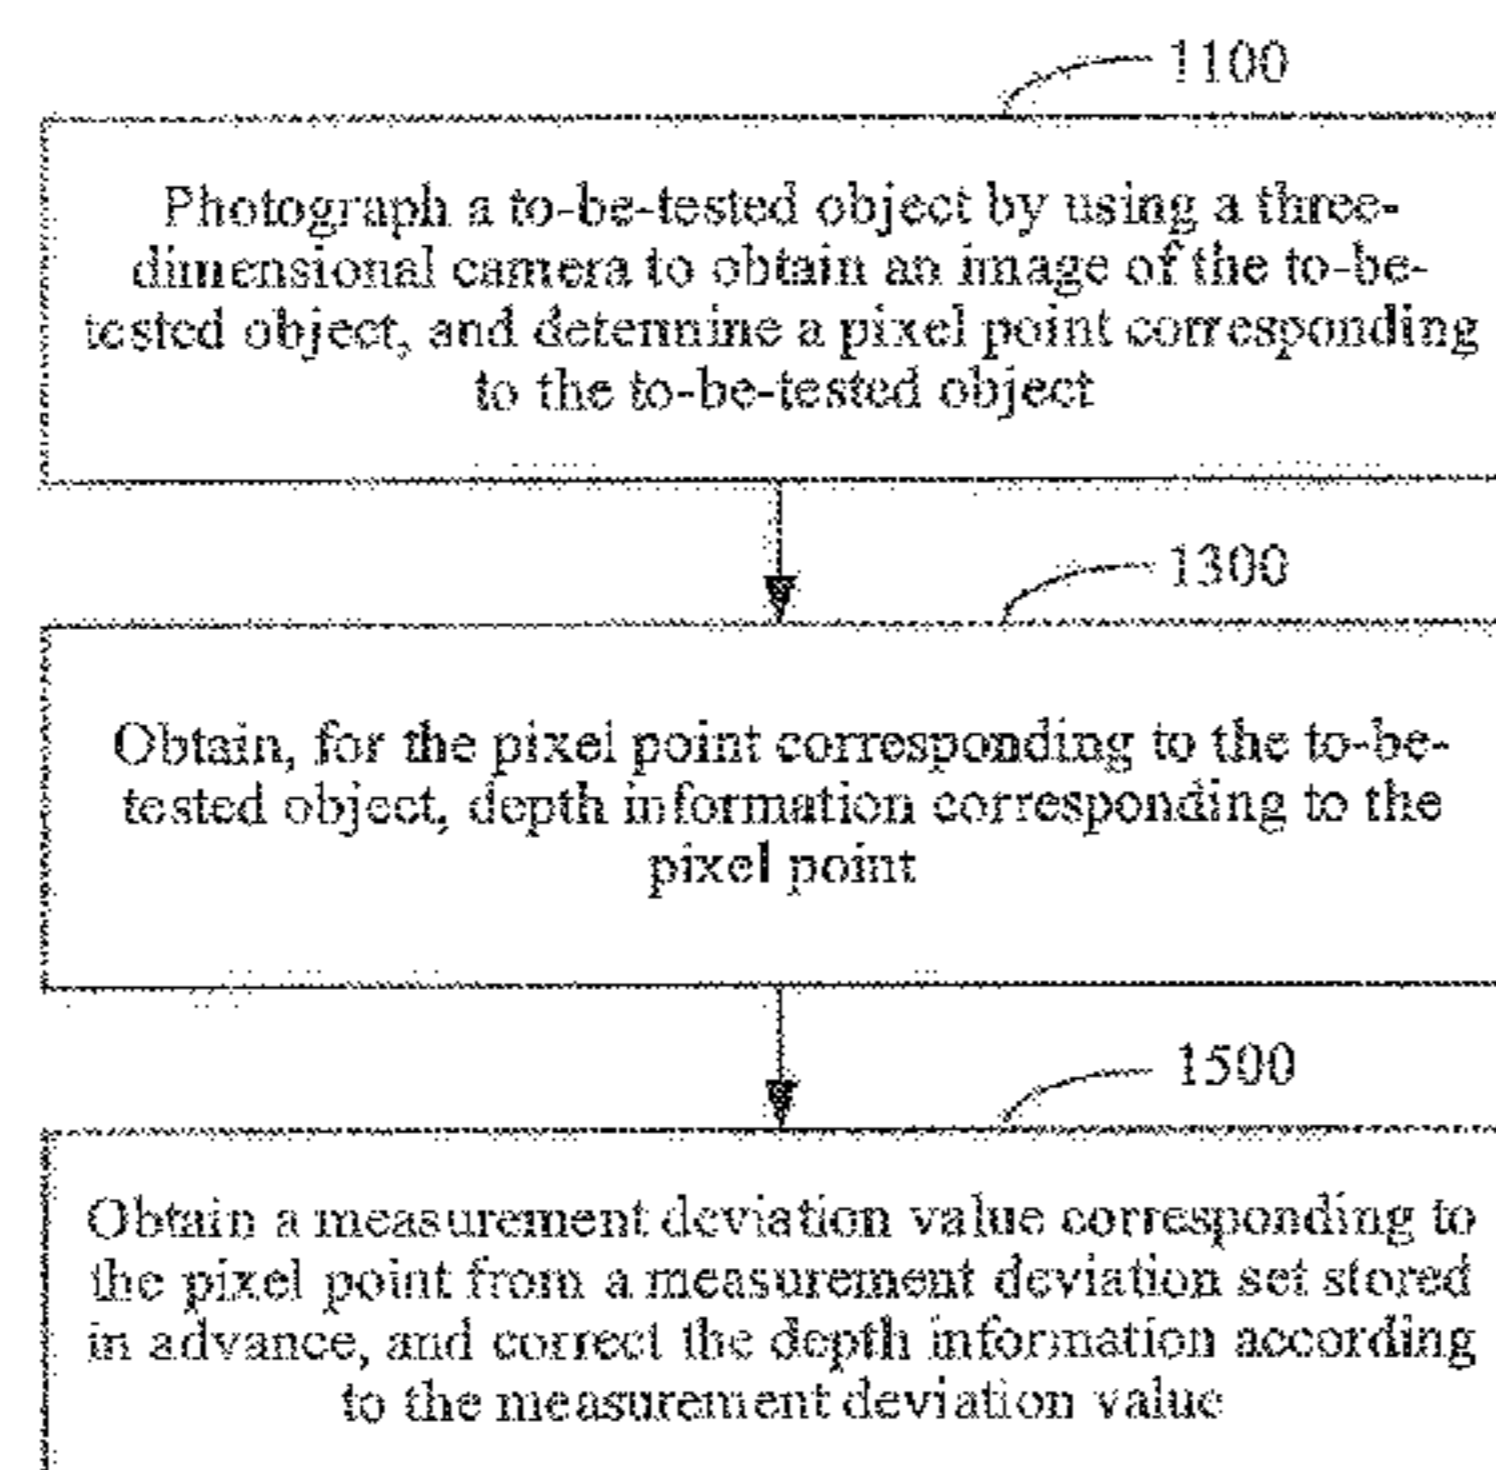 1100
Photograph a to-be-tested object by using a three-
dimensional camera to obtain an image of the to-be-
tested object, and determine a pixel point corresponding
to the to-be-tested object
1300
Obtain, for the pixel point corresponding to the to-be-
tested object, depth information corresponding to the
pixel point
1500
Obtain a measurement deviation value corresponding to
the pixel point from a measurement deviation set stored
in advance, and correct the depth information according
to the measurement deviation value